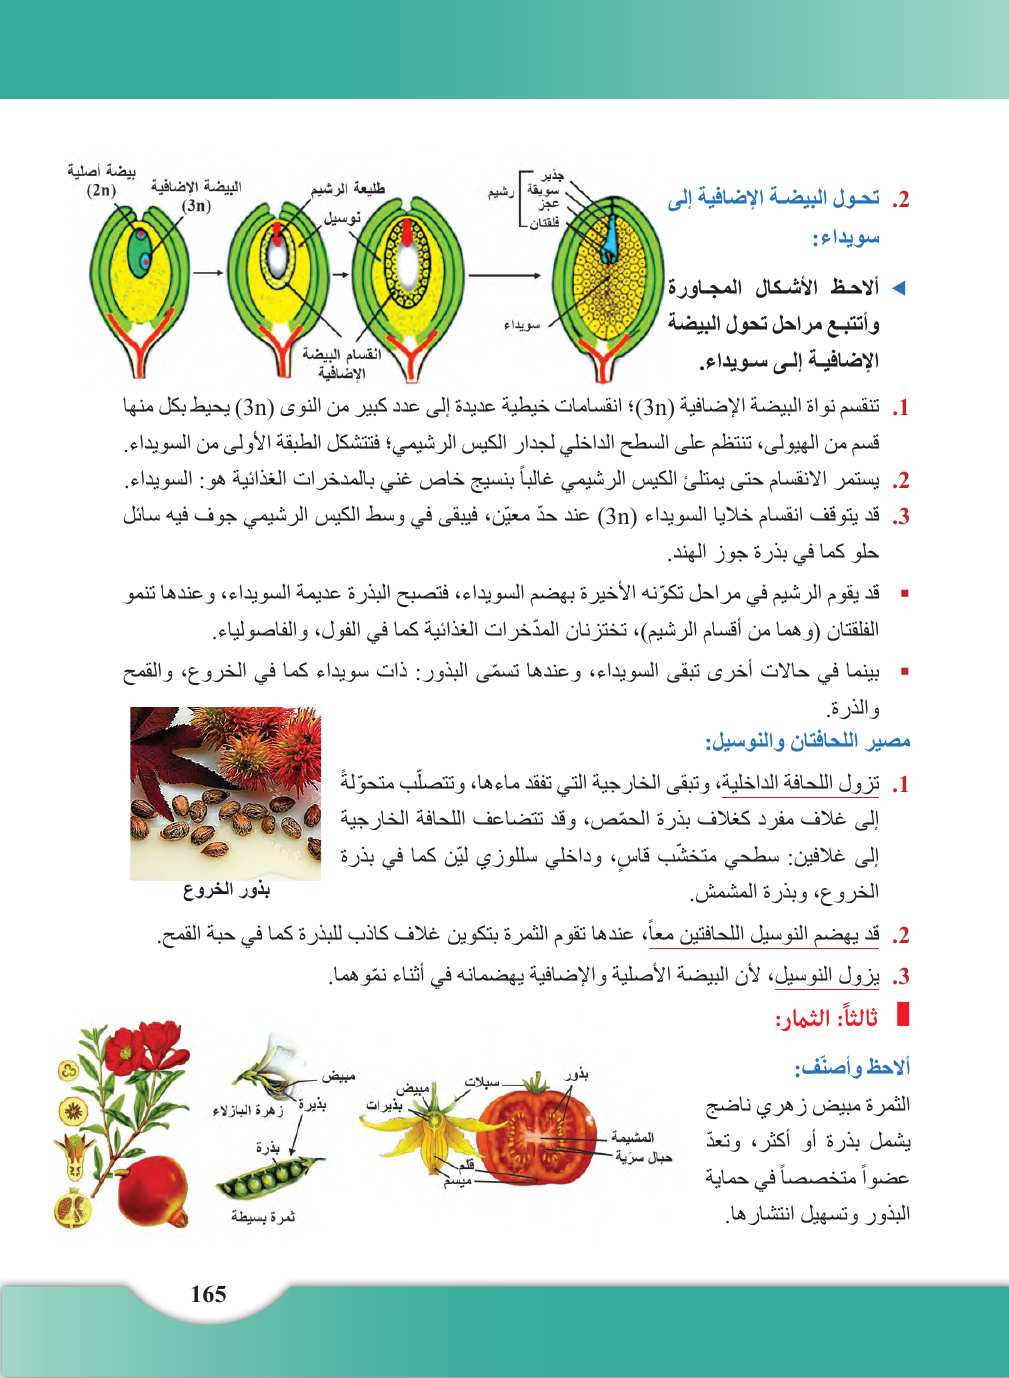 بيضة أصلية
(2n)
البيضة الإضافية
(3n)
طليعة الرشيم
نوسيل
انقسام البيضة
الإضافية
جذير
سويقة
عجز
فلقتان
رشيم
سويداء
2. تحـول البيضـة الإضافية إلى
سويداء:
ألاحـظ الأشـكال المجـاورة
وأتتبـع مراحل تحول البيضة
الإضافيـة إلـى سـويداء.
1. تنقسم نواة البيضة الإضافية (3n)؛ انقسامات خيطية عديدة إلى عدد كبير من النوى (3n) يحيط بكل منها
قسم من الهيولى، تنتظم على السطح الداخلي لجدار الكيس الرشيمي؛ فتتشكل الطبقة الأولى من السويداء.
2. يستمر الانقسام حتى يمتلئ الكيس الرشيمي غالباً بنسيج خاص غني بالمدخرات الغذائية هو: السويداء.
3. قد يتوقف انقسام خلايا السويداء (3n) عند حدّ معيّن، فيبقى في وسط الكيس الرشيمي جوف فيه سائل
حلو كما في بذرة جوز الهند.
▪ قد يقوم الرشيم في مراحل تكوّنه الأخيرة بهضم السويداء، فتصبح البذرة عديمة السويداء، وعندها تنمو
الفلقتان (وهما من أقسام الرشيم)، تختزنان المدّخرات الغذائية كما في الفول، والفاصولياء.
▪ بينما في حالات أخرى تبقى السويداء، وعندها تسمّى البذور: ذات سويداء كما في الخروع، والقمح
والذرة.
مصير اللحافتان والنوسيل:
1. تزول اللحافة الداخلية، وتبقى الخارجية التي تفقد ماءها، وتتصلّب متحوّلةً
إلى غلاف مفرد كغلاف بذرة الحمّص، وقد تتضاعف اللحافة الخارجية
إلى غلافين: سطحي متخشّب قاسٍ، وداخلي سللوزي ليّن كما في بذرة
الخروع، وبذرة المشمش.
بذور الخروع
2. قد يهضم النوسيل اللحافتين معاً، عندها تقوم الثمرة بتكوين غلاف كاذب للبذرة كما في حبة القمح.
3. يزول النوسيل، لأن البيضة الأصلية والإضافية يهضمانه في أثناء نمّوهما.
ثالثاً: الثمار:
ألاحظ وأصنّف:
الثمرة مبيض زهري ناضج
يشمل بذرة أو أكثر، وتعدّ
عضواً متخصصاً في حماية
البذور وتسهيل انتشارها.
مبيض
بذيرة
زهرة البازلاء
بذرة
ثمرة بسيطة
مبيض
بذيرات
سبلات
بذور
المشيمة
حبال سرّية
قلم
ميسم
165